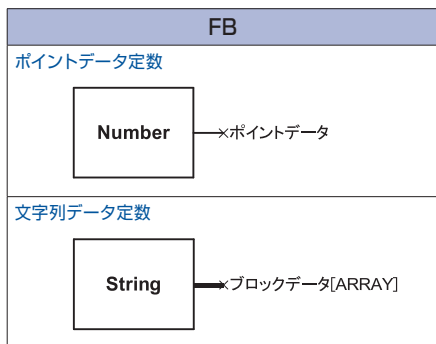 FB
ポイントデータ定数
Number
×ポイントデータ
文字列データ定数
String
×ブロックデータ[ARRAY]